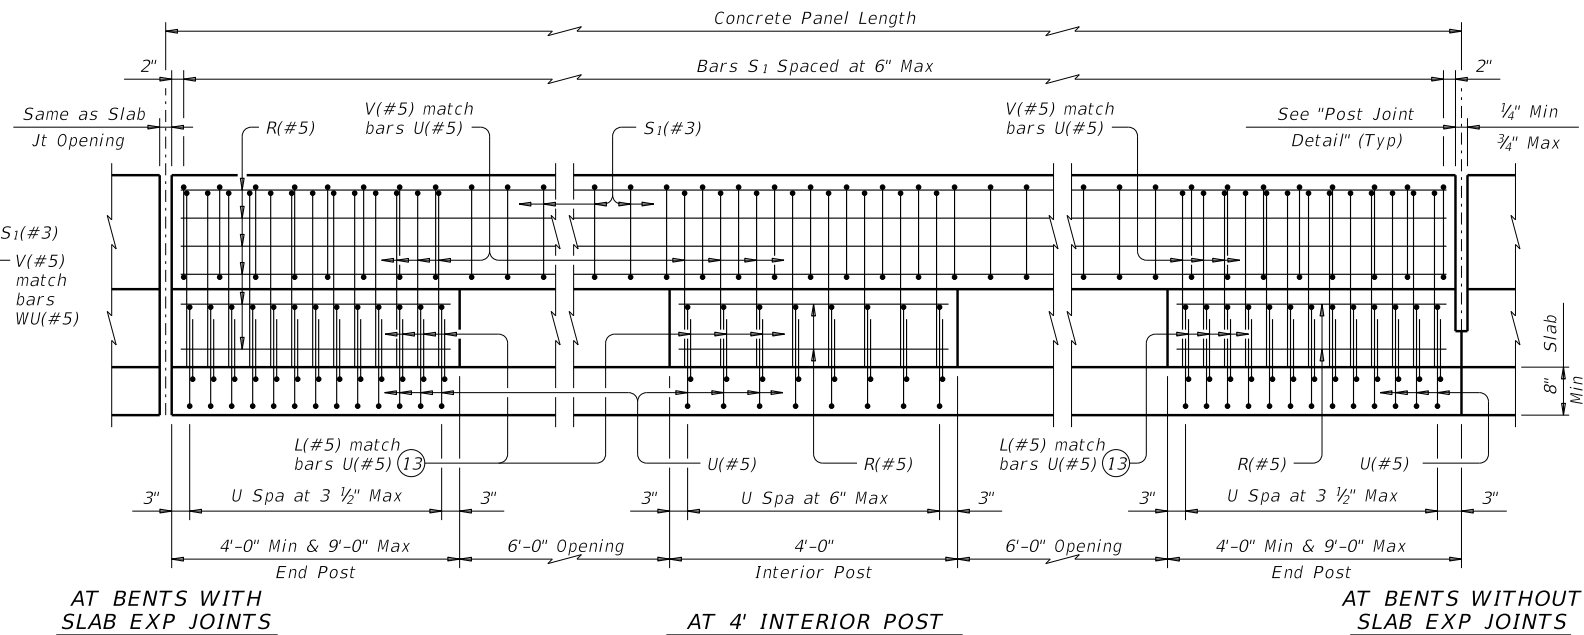 Concrete Panel Length
2"
Bars S1 Spaced at 6" Max
2"
Same as Slab
Jt Opening
R(#5)
V(#5) match
bars U(#5)
S1(#3)
V(#5) match
bars U(#5)
See "Post Joint
Detail" (Typ)
¼" Min
¾" Max
S1(#3)
V(#5)
match
bars
WU(#5)
Slab
8"
Min
L(#5) match
bars U(#5) 13
U(#5)
R(#5)
L(#5) match
bars U(#5) 13
R(#5)
U(#5)
3"
U Spa at 3 ½" Max
3"
3"
U Spa at 6" Max
3"
3"
U Spa at 3 ½" Max
3"
4'-0" Min & 9'-0" Max
End Post
6'-0" Opening
4'-0"
Interior Post
6'-0" Opening
4'-0" Min & 9'-0" Max
End Post
AT BENTS WITH
SLAB EXP JOINTS
AT 4' INTERIOR POST
AT BENTS WITHOUT
SLAB EXP JOINTS